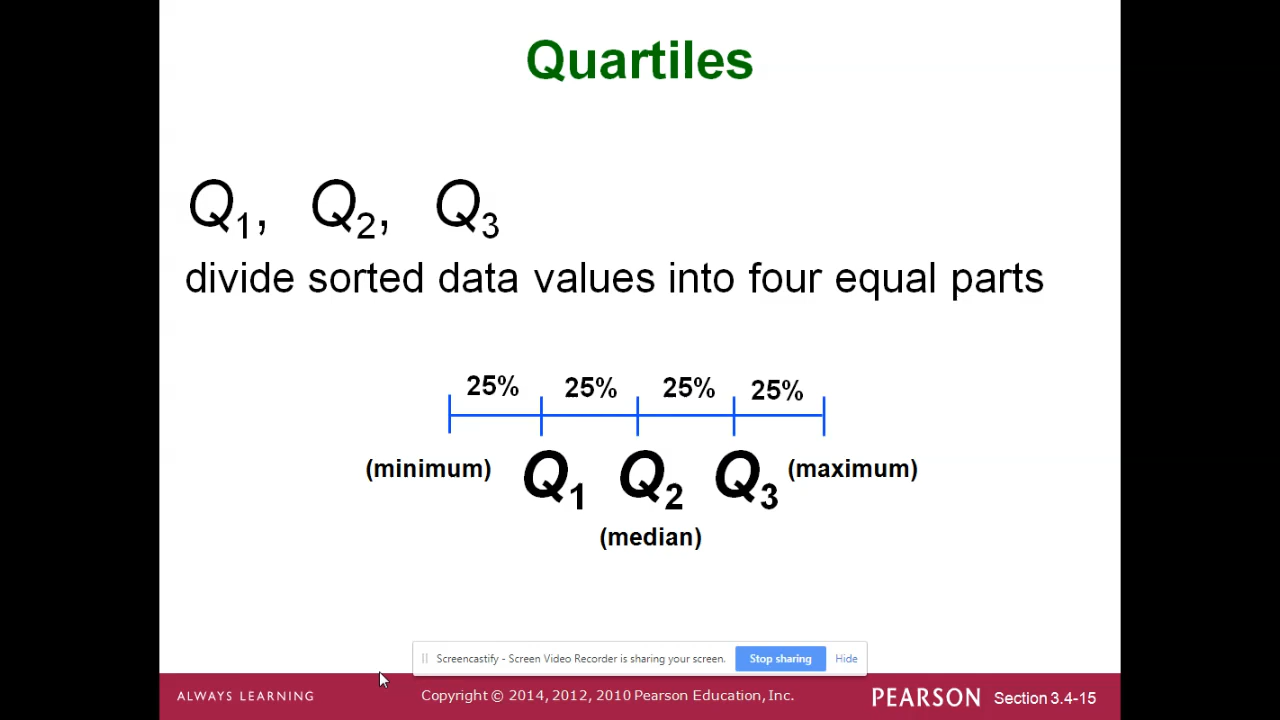 Quartiles
Q1, Q2, Q3
divide sorted data values into four equal parts
25% 25% 25% 25%
(minimum) Q1 Q2 Q3 (maximum)
(median)
Screencastify - Screen Video Recorder is sharing your screen. Stop sharing Hide
ALWAYS LEARNING Copyright © 2014, 2012, 2010 Pearson Education, Inc. PEARSON Section 3.4-15